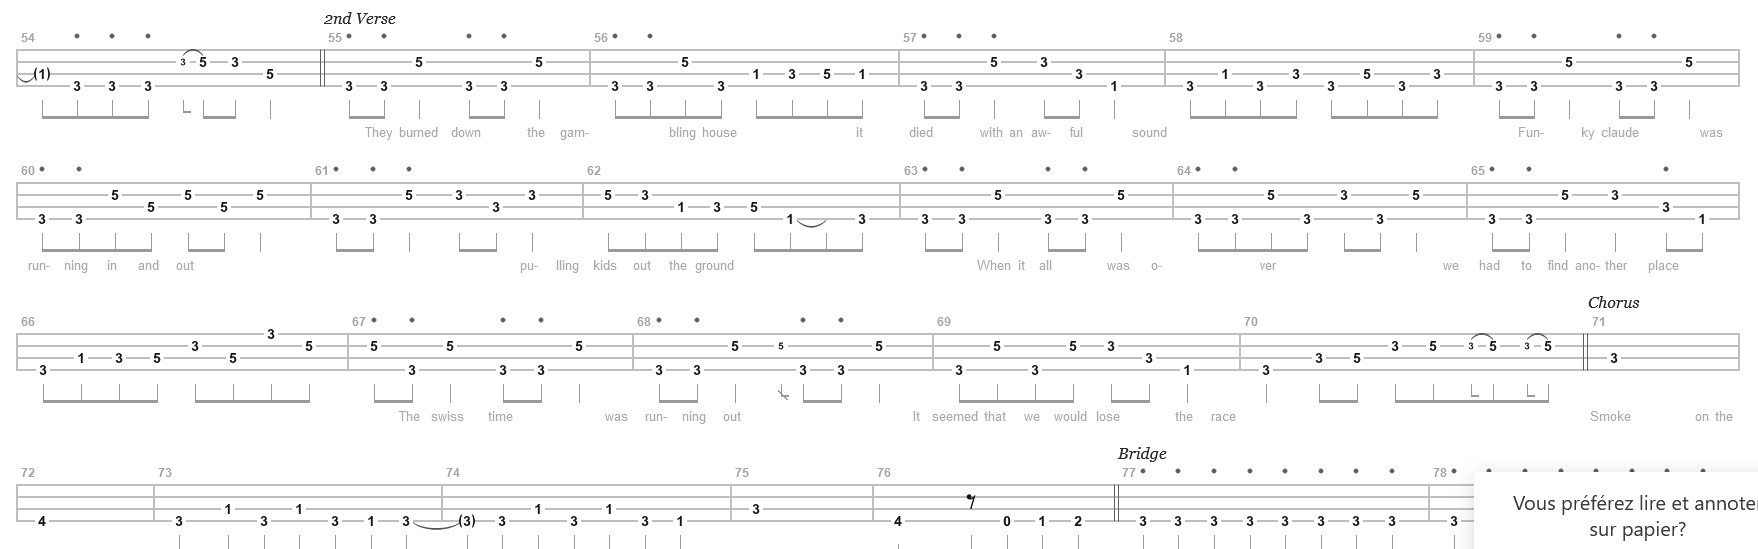 2nd Verse
54 55 56 57 58 59
3 5 3 3 5 5 5 5 3 5 5
(1) 5 1 3 5 1 3 1 3 5 3
3 3 3 3 3 3 3 3 3 3 3 3 1 3 3 3 3 3 3 3 3
They burned down the gam- bling house it died with an aw- ful sound Fun- ky claude was
60 61 62 63 64 65
5 5 5 5 3 3 5 3 5 5 5 3 5 5 3
5 5 3 1 3 5 3
3 3 3 3 1 3 3 3 3 3 3 3 3 3 3 3 1
run- ning in and out pu- lling kids out the ground When it all was o- ver we had to find ano- ther place
Chorus
66 67 68 69 70 71
3
3 5 5 5 5 5 5 5 5 5 3 3 5 3 5 3 5
1 3 5 5 3 3 5 3
3 3 3 3 3 3 3 3 3 3 1 3
The swiss time was run- ning out It seemed that we would lose the race Smoke on the
Bridge
72 73 74 75 76 77 78
1 1 1 1 3
4 3 3 3 1 3 (3) 3 3 3 1 4 0 1 2 3 3 3 3 3 3 3 3 3
Vous préférez lire et annoter
sur papier?